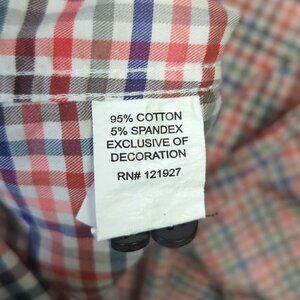 95% COTTON
5% SPANDEX
EXCLUSIVE OF
DECORATION
RN# 121927